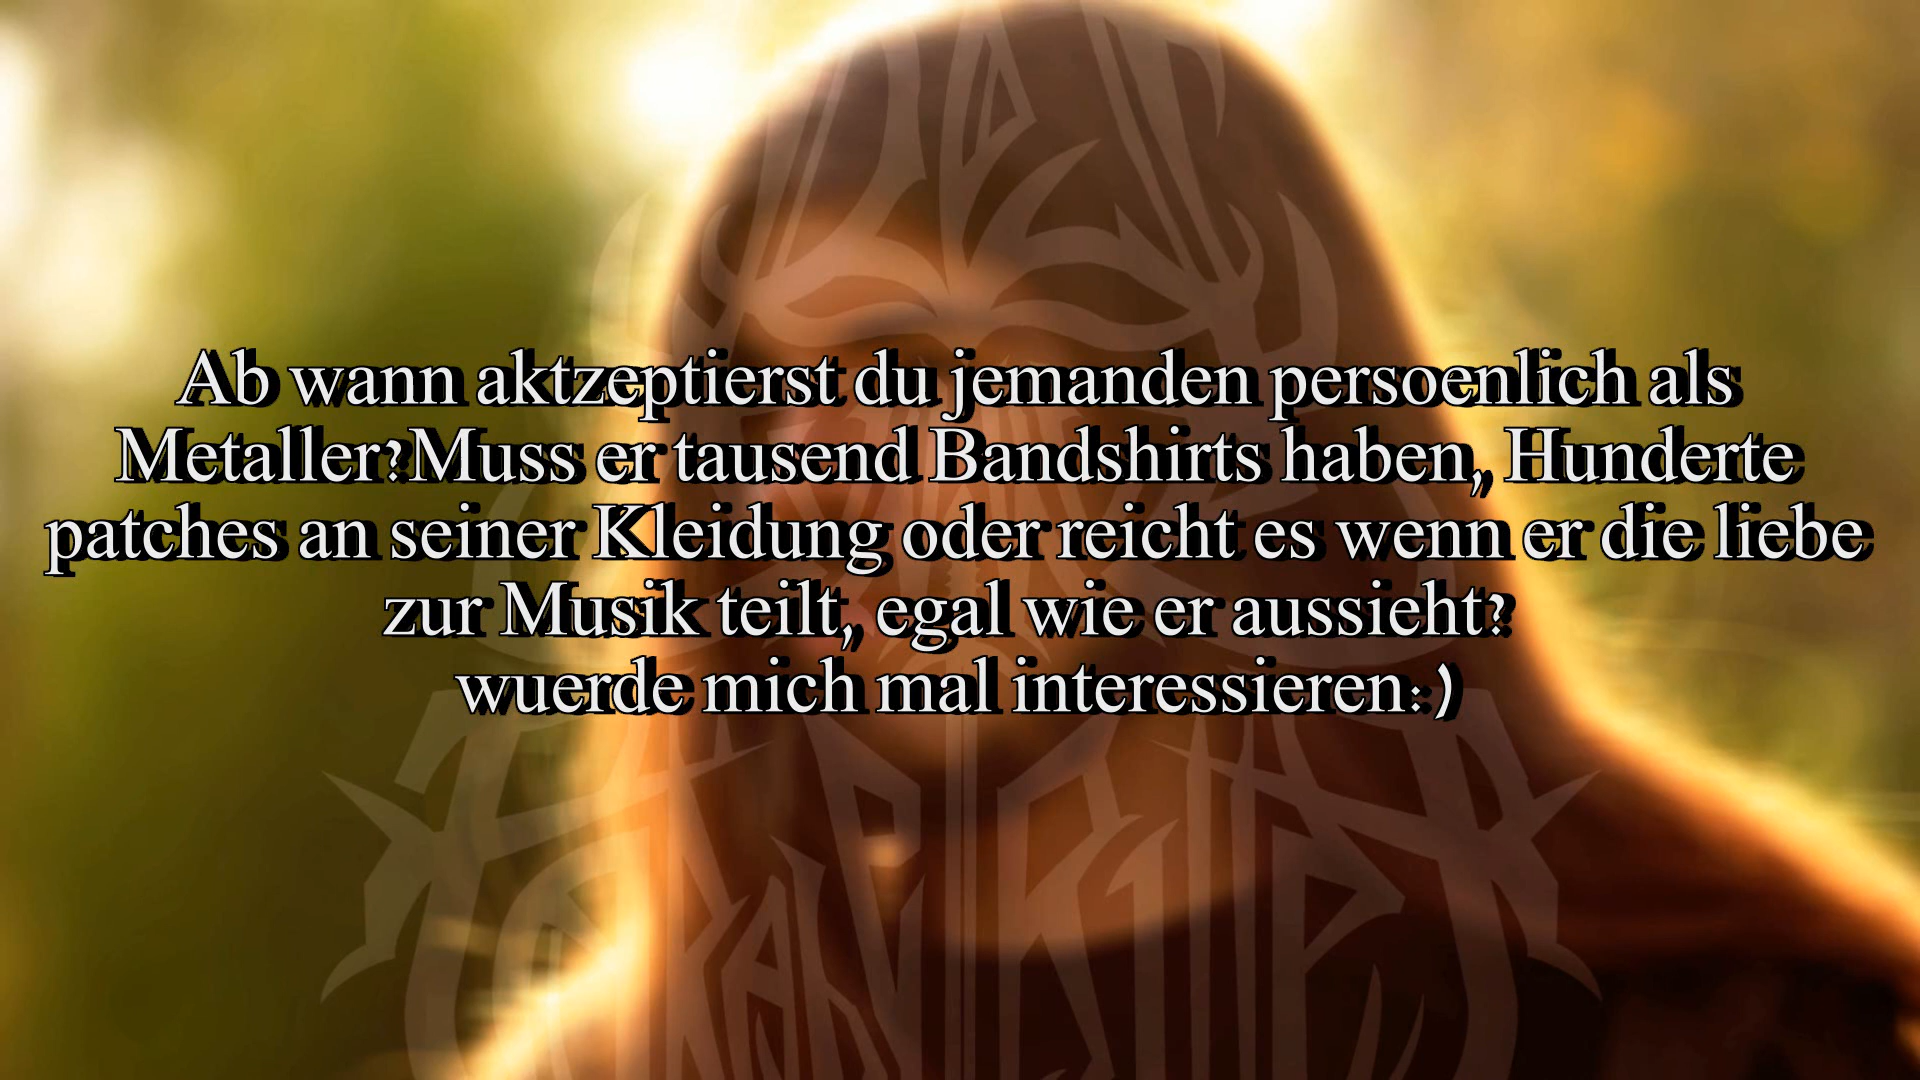 Ab wann aktzeptierst du jemanden persoenlich als
Metaller?Muss er tausend Bandshirts haben, Hunderte
patches an seiner Kleidung oder reicht es wenn er die liebe
zur Musik teilt, egal wie er aussieht?
wuerde mich mal interessieren:)